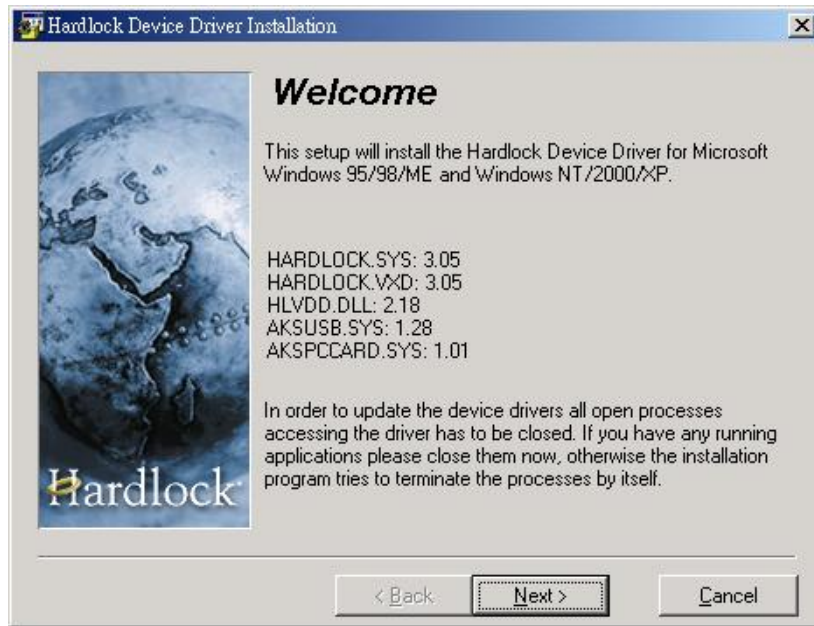 Hardlock Device Driver Installation
Welcome
This setup will install the Hardlock Device Driver for Microsoft
Windows 95/98/ME and Windows NT/2000/XP.
HARDLOCK.SYS: 3.05
HARDLOCK.VXD: 3.05
HLVDD.DLL: 2.18
AKSUSB.SYS: 1.28
AKSPCCARD.SYS: 1.01
In order to update the device drivers all open processes
accessing the driver has to be closed. If you have any running
applications please close them now, otherwise the installation
program tries to terminate the processes by itself.
Hardlock
< Back
Next >
Cancel